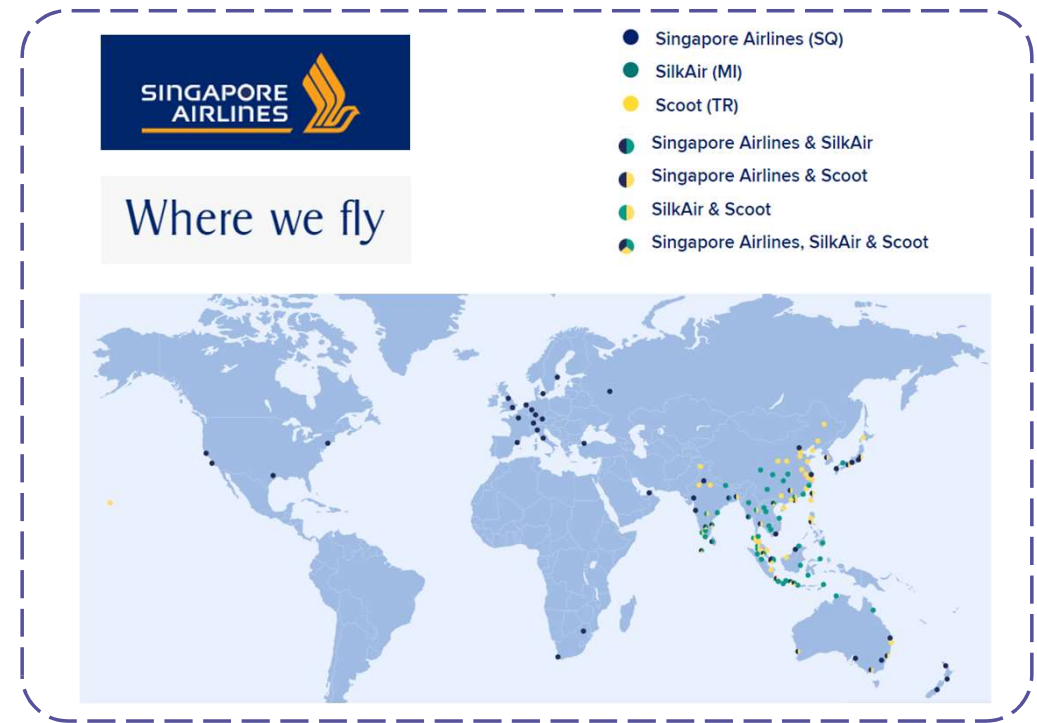 SINGAPORE
AIRLINES
Where we fly
Singapore Airlines (SQ)
SilkAir (MI)
Scoot (TR)
Singapore Airlines & SilkAir
Singapore Airlines & Scoot
SilkAir & Scoot
Singapore Airlines, SilkAir & Scoot